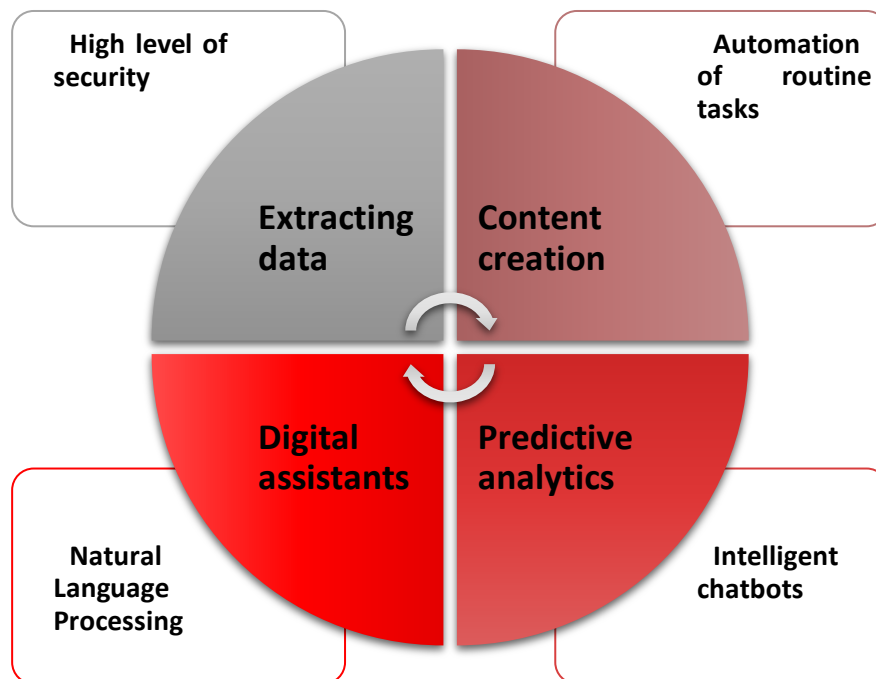 High level of
security
Automation
of routine
tasks
Extracting
data
Content
creation
Digital
assistants
Predictive
analytics
Natural
Language
Processing
Intelligent
chatbots